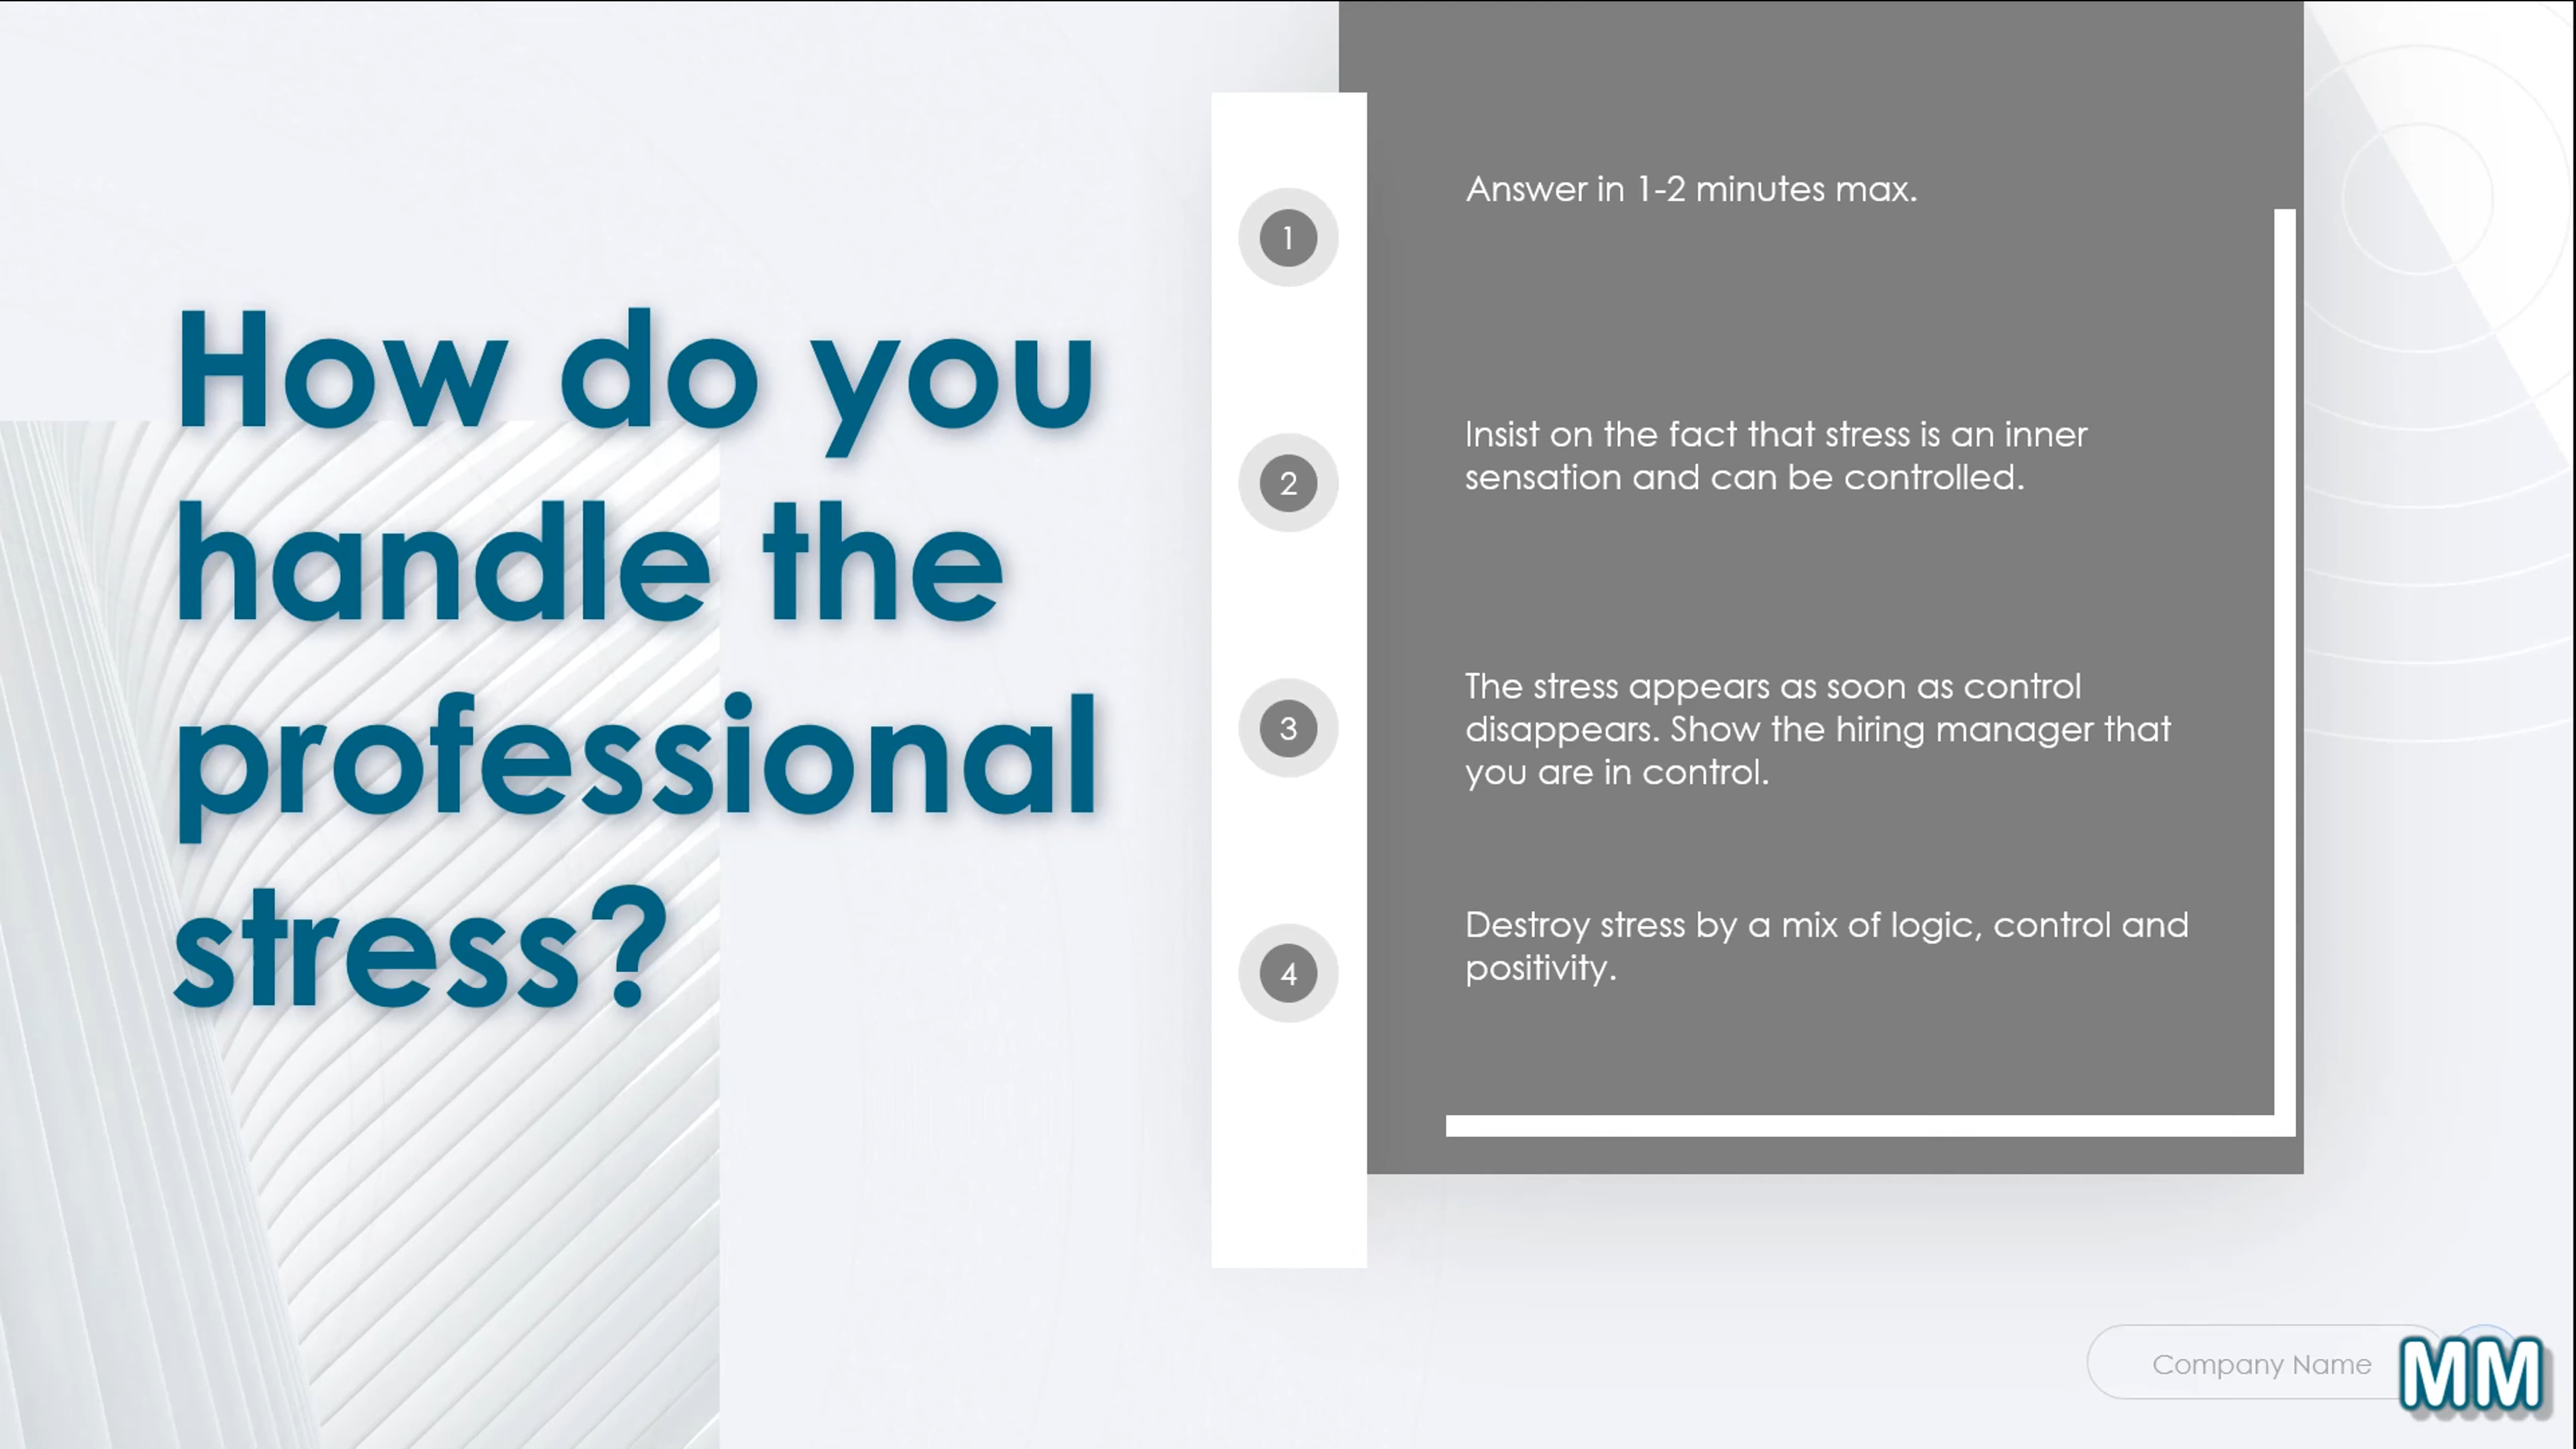 How do you
handle the
professional
stress?
1
Answer in 1-2 minutes max.
2
Insist on the fact that stress is an inner
sensation and can be controlled.
3
The stress appears as soon as control
disappears. Show the hiring manager that
you are in control.
4
Destroy stress by a mix of logic, control and
positivity.
Company Name
MM